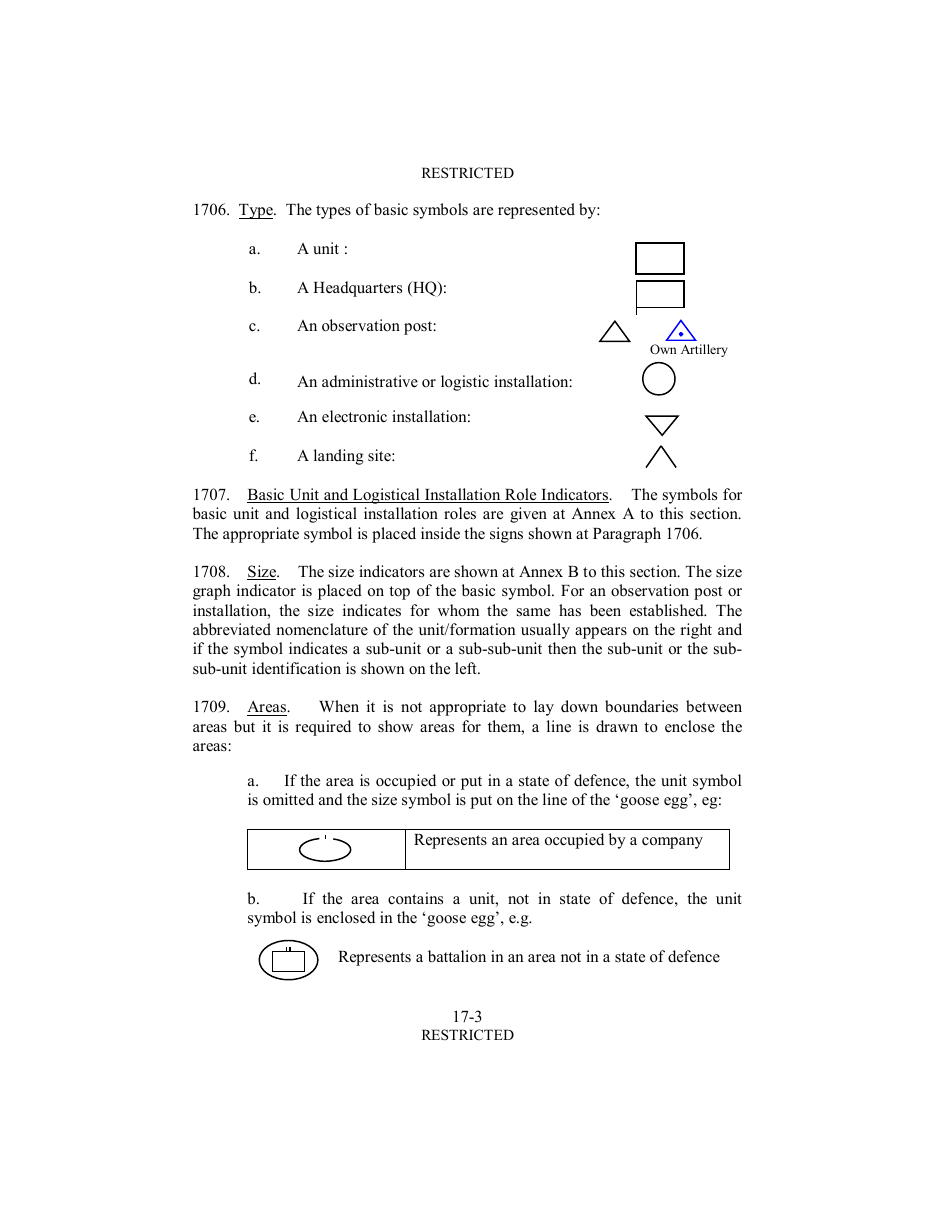 RESTRICTED
1706. Type. The types of basic symbols are represented by:
a. A unit :
b. A Headquarters (HQ):
c. An observation post:
Own Artillery
d. An administrative or logistic installation:
e. An electronic installation:
f. A landing site:
1707. Basic Unit and Logistical Installation Role Indicators. The symbols for
basic unit and logistical installation roles are given at Annex A to this section.
The appropriate symbol is placed inside the signs shown at Paragraph 1706.
1708. Size. The size indicators are shown at Annex B to this section. The size
graph indicator is placed on top of the basic symbol. For an observation post or
installation, the size indicates for whom the same has been established. The
abbreviated nomenclature of the unit/formation usually appears on the right and
if the symbol indicates a sub-unit or a sub-sub-unit then the sub-unit or the sub-
sub-unit identification is shown on the left.
1709. Areas. When it is not appropriate to lay down boundaries between
areas but it is required to show areas for them, a line is drawn to enclose the
areas:
a. If the area is occupied or put in a state of defence, the unit symbol
is omitted and the size symbol is put on the line of the ‘goose egg’, eg:
Represents an area occupied by a company
b. If the area contains a unit, not in state of defence, the unit
symbol is enclosed in the ‘goose egg’, e.g.
Represents a battalion in an area not in a state of defence
17-3
RESTRICTED